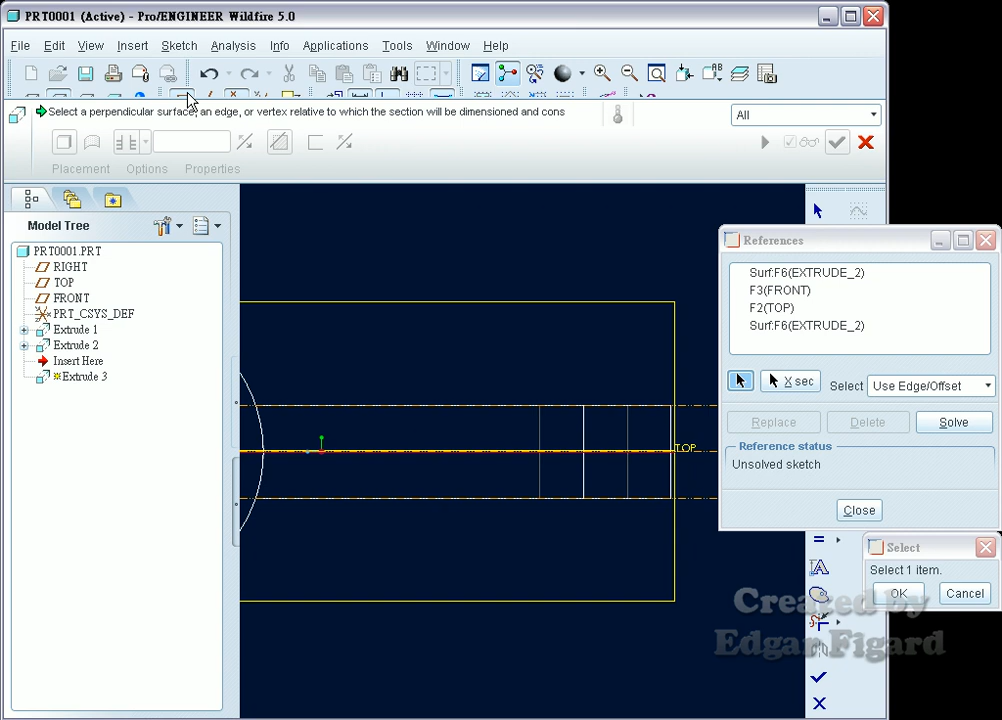 PRT0001 (Active) - Pro/ENGINEER Wildfire 5.0
File Edit View Insert Sketch Analysis Info Applications Tools Window Help
Select a perpendicular surface, an edge, or vertex relative to which the section will be dimensioned and cons
All
Placement Options Properties
Model Tree
PRT0001.PRT
RIGHT
TOP
FRONT
PRT_CSYS_DEF
Extrude 1
Extrude 2
Insert Here
Extrude 3
TOP
References
Surf:F6(EXTRUDE_2)
F3(FRONT)
F2(TOP)
Surf:F6(EXTRUDE_2)
X sec
Select Use Edge/Offset
Replace Delete Solve
Reference status
Unsolved sketch
Close
Select
Select 1 item.
OK Cancel
Created by
Edgar Figard